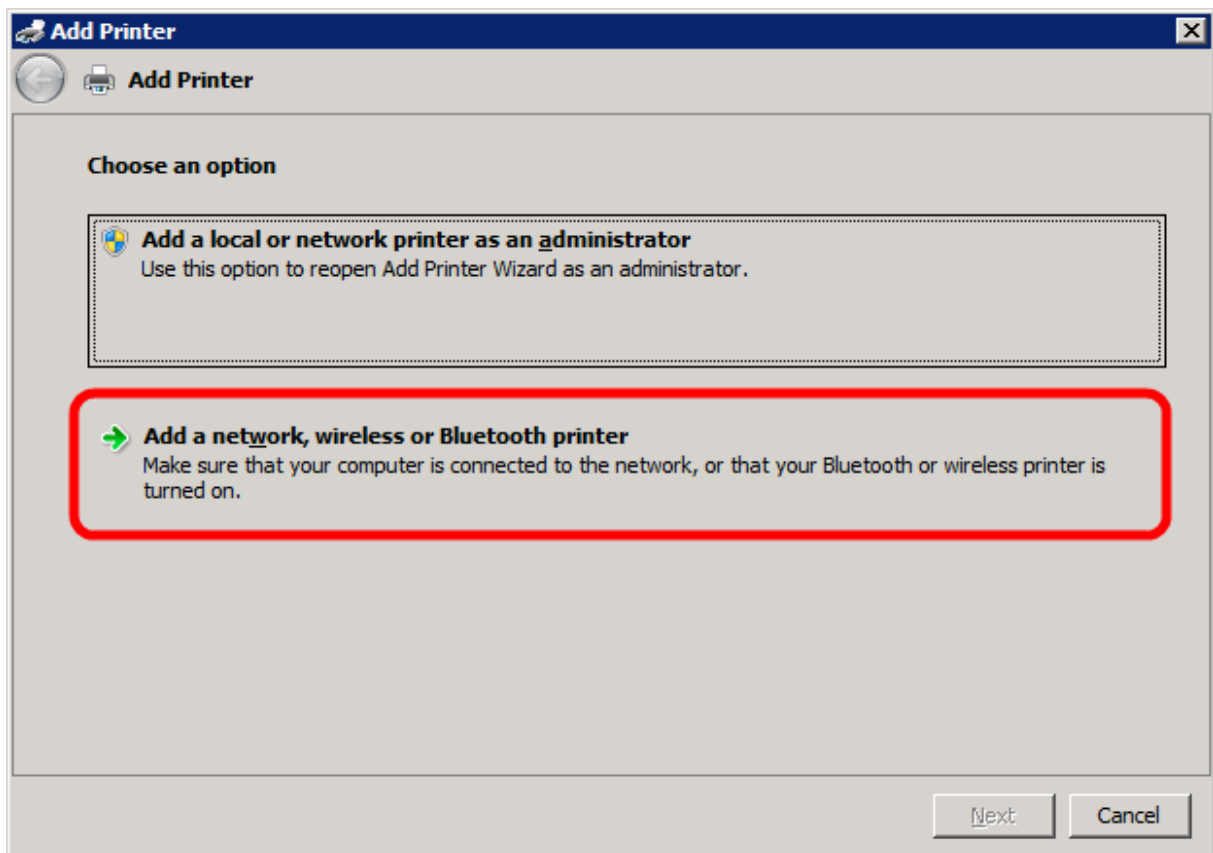 Add Printer
Add Printer
Choose an option
Add a local or network printer as an administrator
Use this option to reopen Add Printer Wizard as an administrator.
Add a network, wireless or Bluetooth printer
Make sure that your computer is connected to the network, or that your Bluetooth or wireless printer is
turned on.
Next Cancel